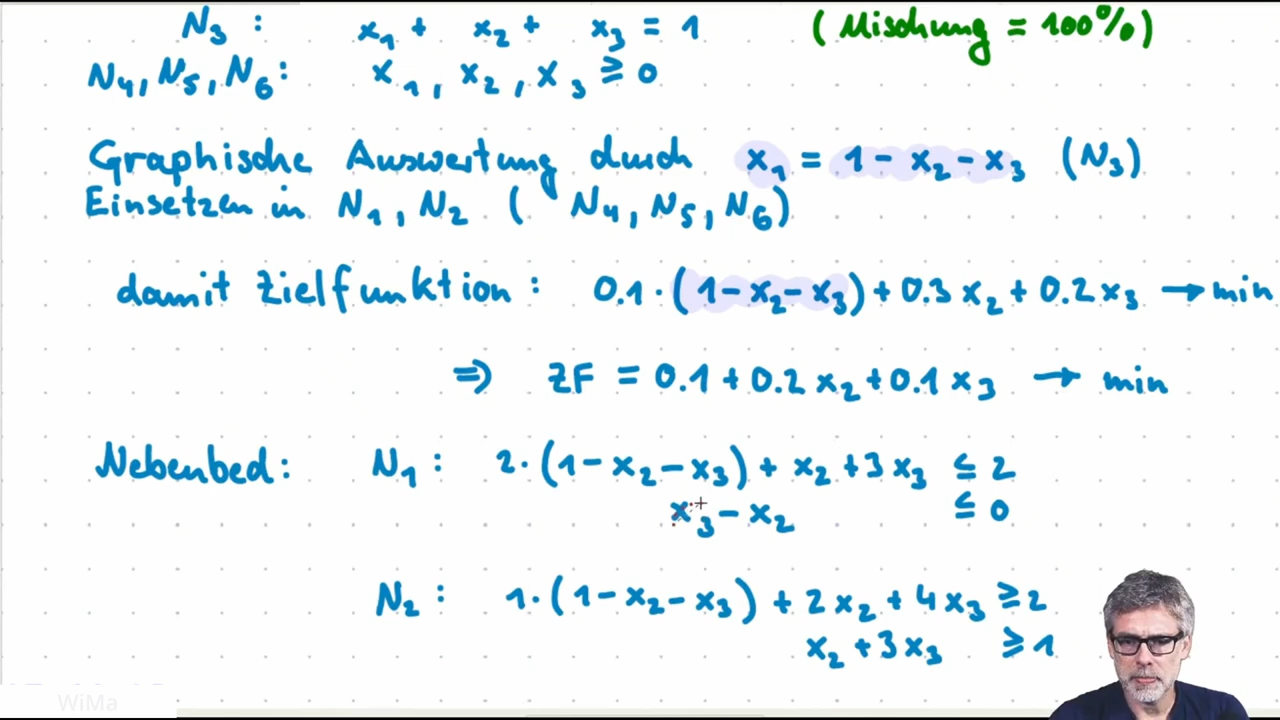 N₃ : x₁ + x₂ + x₃ = 1 (Mischung = 100%)
N₄, N₅, N₆: x₁, x₂, x₃ ≥ 0
Graphische Auswertung durch x₁ = 1 - x₂ - x₃ (N₃)
Einsetzen in N₁, N₂ ( N₄, N₅, N₆)
damit Zielfunktion : 0.1 · (1 - x₂ - x₃) + 0.3 x₂ + 0.2 x₃ → min
⇒ ZF = 0.1 + 0.2 x₂ + 0.1 x₃ → min
Nebenbed: N₁ : 2 · (1 - x₂ - x₃) + x₂ + 3 x₃ ≤ 2
x₃ - x₂ ≤ 0
N₂ : 1 · (1 - x₂ - x₃) + 2 x₂ + 4 x₃ ≥ 2
x₂ + 3 x₃ ≥ 1
WiMa